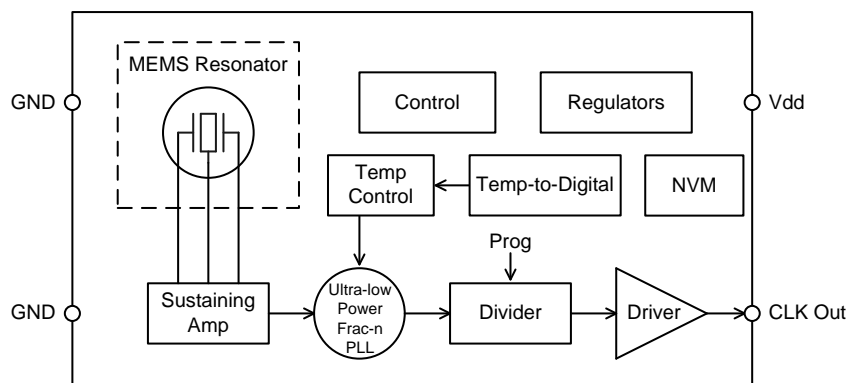 MEMS Resonator
GND
Control
Regulators
Vdd
Temp
Control
Temp-to-Digital
NVM
Prog
GND
Sustaining
Amp
Ultra-low
Power
Frac-n
PLL
Divider
Driver
CLK Out